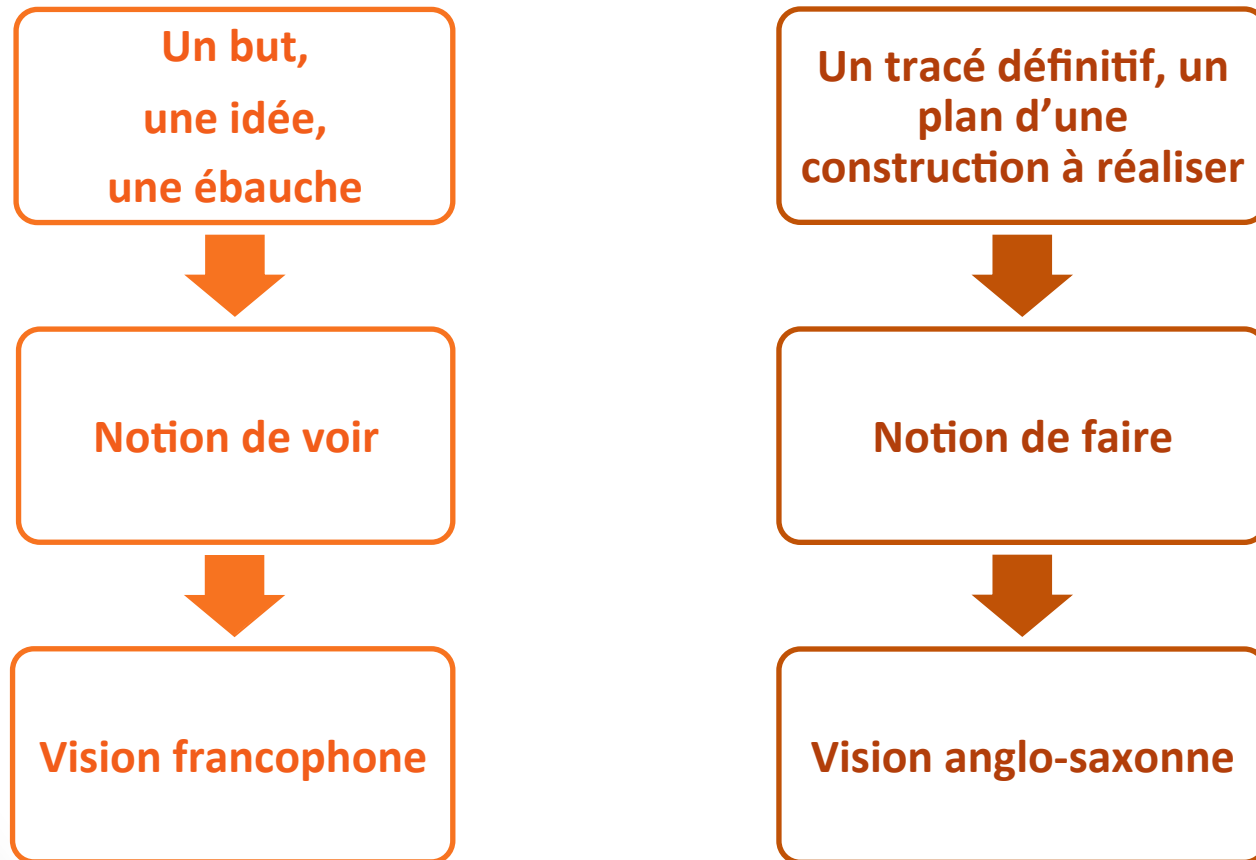 Un but,
une idée,
une ébauche
Notion de voir
Vision francophone
Un tracé définitif, un
plan d’une
construction à réaliser
Notion de faire
Vision anglo-saxonne